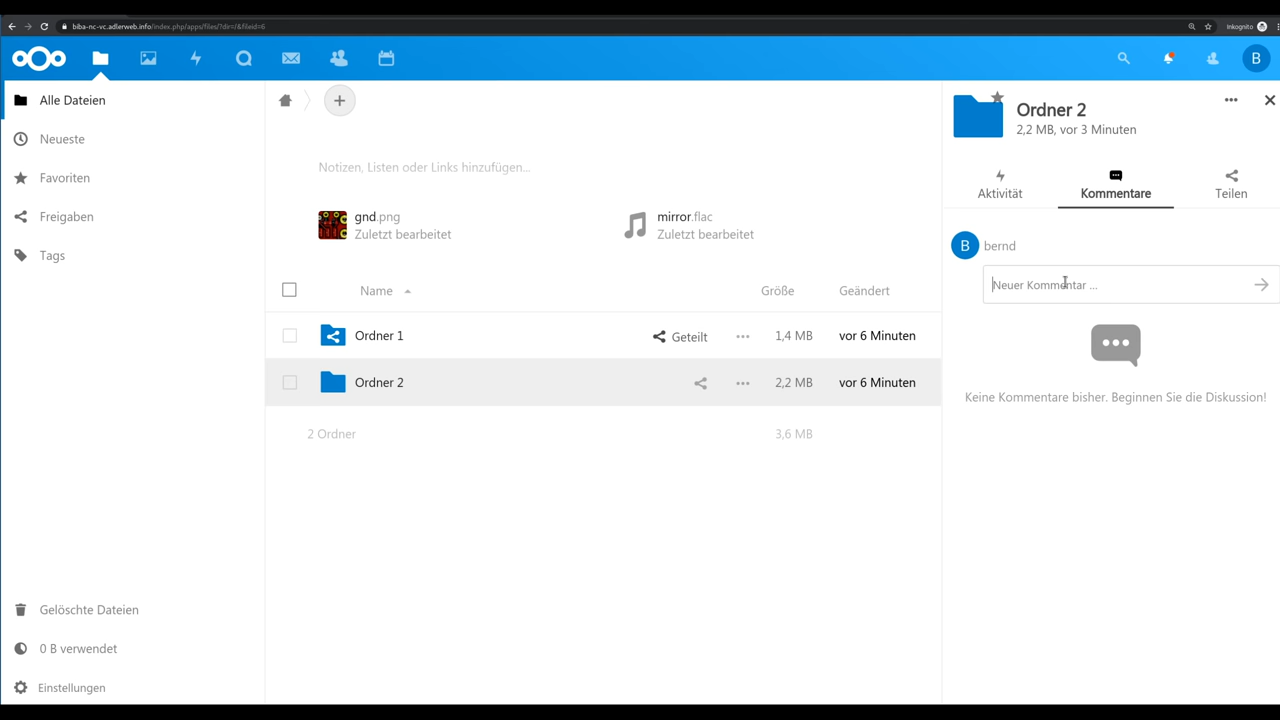 biba-nc-vc.adlerweb.info/index.php/apps/files/?dir=/&fileid=6
Inkognito
B
Alle Dateien
Neueste
Favoriten
Freigaben
Tags
Gelöschte Dateien
0 B verwendet
Einstellungen
Notizen, Listen oder Links hinzufügen...
gnd.png
Zuletzt bearbeitet
mirror.flac
Zuletzt bearbeitet
Name Größe Geändert
Ordner 1 Geteilt 1,4 MB vor 6 Minuten
Ordner 2 2,2 MB vor 6 Minuten
2 Ordner 3,6 MB
Ordner 2
2,2 MB, vor 3 Minuten
Aktivität Kommentare Teilen
B bernd
Neuer Kommentar ...
Keine Kommentare bisher. Beginnen Sie die Diskussion!